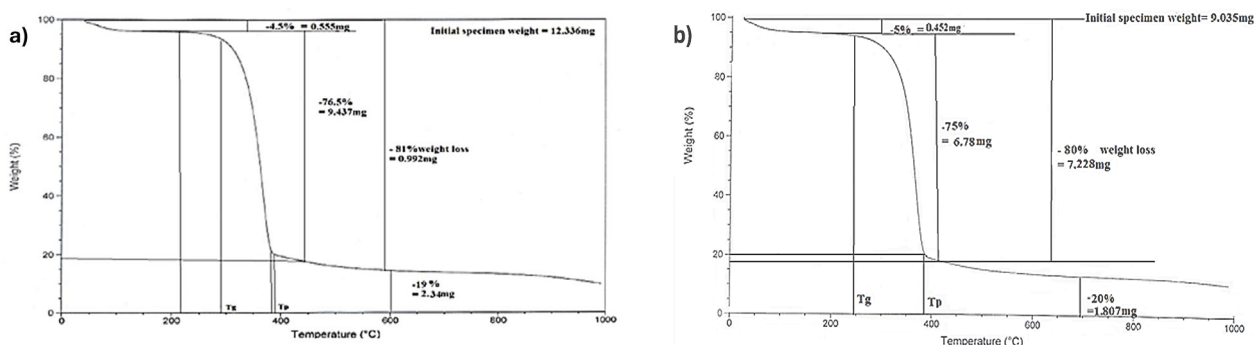 a)
-4.5% = 0.555mg
Initial specimen weight = 12.336mg
-76.5%
= 9.437mg
- 81%weight loss
= 0.992mg
-19%
= 2.34mg
Tg
Tp
100
80
60
40
20
0
Weight (%)
0
200
400
600
800
1000
Temperature (°C)
b)
Initial specimen weight= 9.035mg
-5% = 0.452mg
-75%
= 6.78mg
- 80% weight loss
= 7.228mg
-20%
=1.807mg
Tg
Tp
100
80
60
40
20
0
Weight (%)
0
200
400
600
800
1000
Temperature (°C)